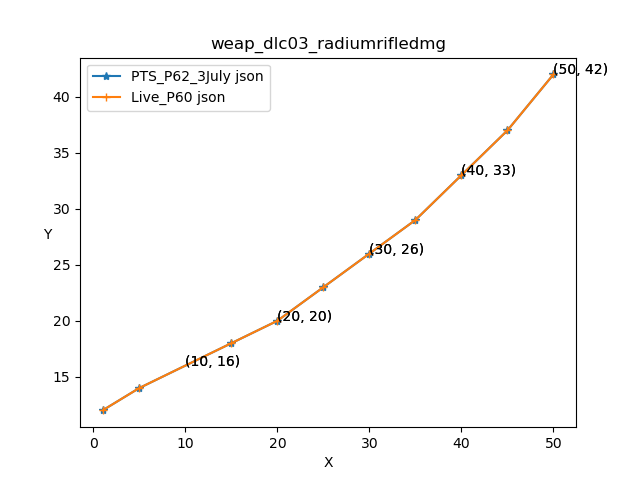 weap_dlc03_radiumrifledmg
PTS_P62_3July json
Live_P60 json
(50, 42)
(40, 33)
(30, 26)
(20, 20)
(10, 16)
Y
40
35
30
25
20
15
0 10 20 30 40 50
X